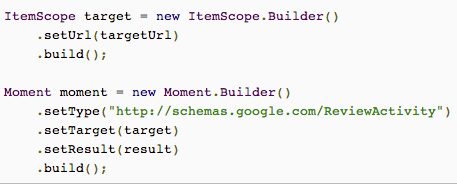 ItemScope target = new ItemScope.Builder()
    .setUrl(targetUrl)
    .build();

Moment moment = new Moment.Builder()
    .setType("http://schemas.google.com/ReviewActivity")
    .setTarget(target)
    .setResult(result)
    .build();